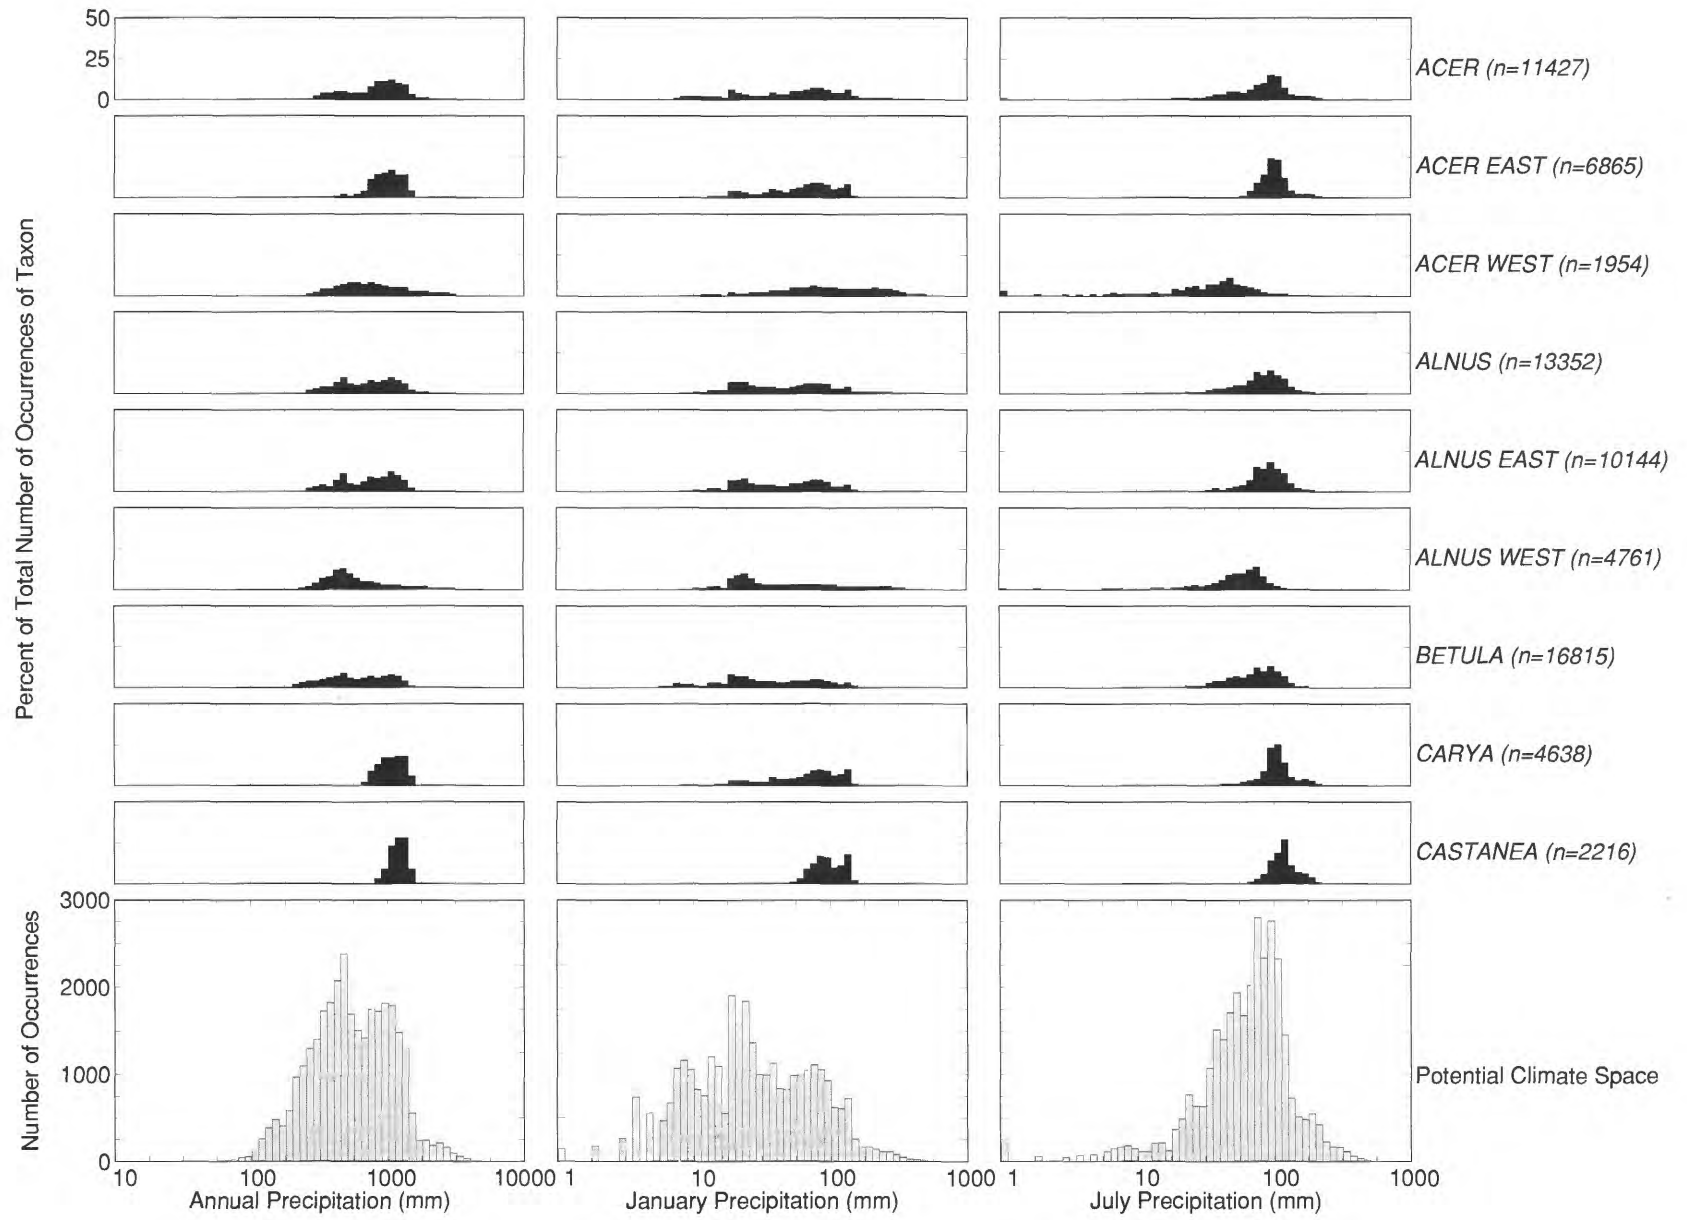 50
25
0
ACER (n=11427)
ACER EAST (n=6865)
ACER WEST (n=1954)
ALNUS (n=13352)
ALNUS EAST (n=10144)
ALNUS WEST (n=4761)
BETULA (n=16815)
CARYA (n=4638)
CASTANEA (n=2216)
Percent of Total Number of Occurrences of Taxon
3000
2000
1000
0
Number of Occurrences
Potential Climate Space
10 100 1000 10000
1 10 100 1000
1 10 100 1000
Annual Precipitation (mm)
January Precipitation (mm)
July Precipitation (mm)